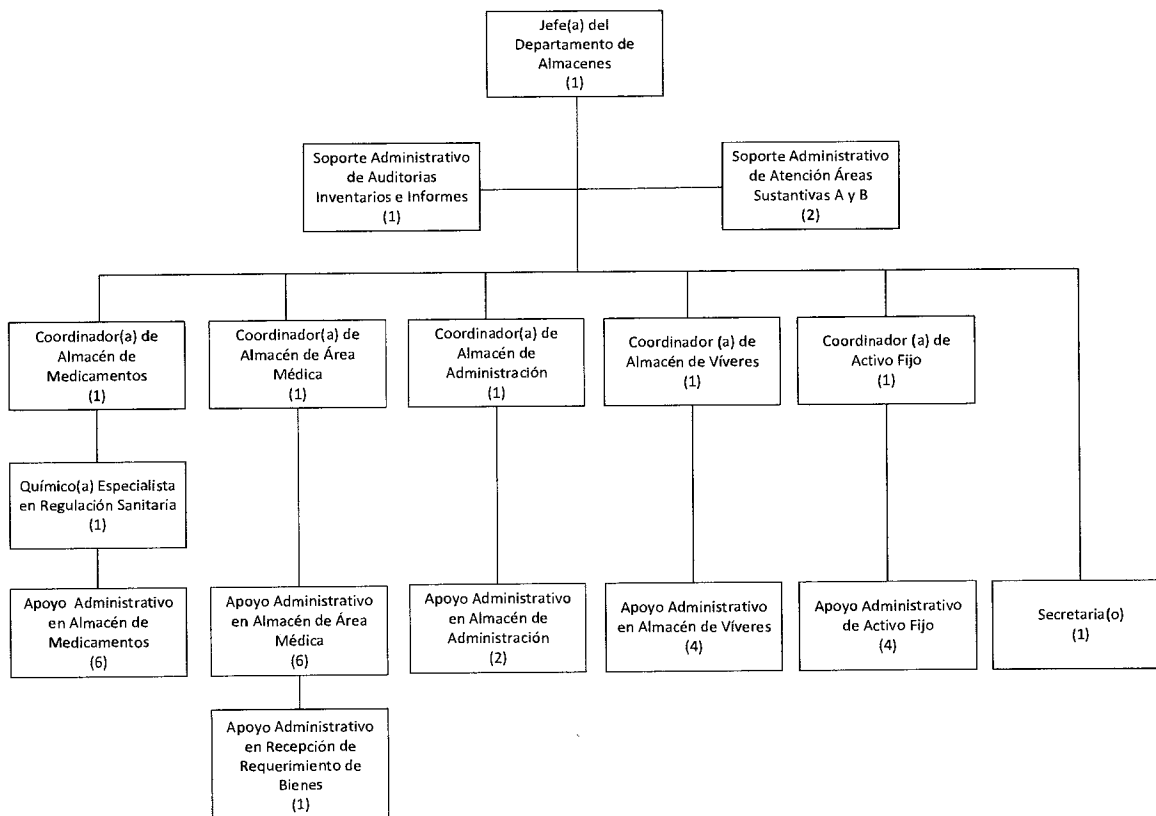 Jefe(a) del
Departamento de
Almacenes
(1)
Soporte Administrativo
de Auditorias
Inventarios e Informes
(1)
Soporte Administrativo
de Atención Áreas
Sustantivas A y B
(2)
Coordinador(a) de
Almacén de
Medicamentos
(1)
Coordinador(a) de
Almacén de Área
Médica
(1)
Coordinador(a) de
Almacén de
Administración
(1)
Coordinador (a) de
Almacén de Víveres
(1)
Coordinador (a) de
Activo Fijo
(1)
Químico(a) Especialista
en Regulación Sanitaria
(1)
Apoyo Administrativo
en Almacén de
Medicamentos
(6)
Apoyo Administrativo
en Almacén de Área
Médica
(6)
Apoyo Administrativo
en Almacén de
Administración
(2)
Apoyo Administrativo
en Almacén de Víveres
(4)
Apoyo Administrativo
de Activo Fijo
(4)
Secretaria(o)
(1)
Apoyo Administrativo
en Recepción de
Requerimiento de
Bienes
(1)